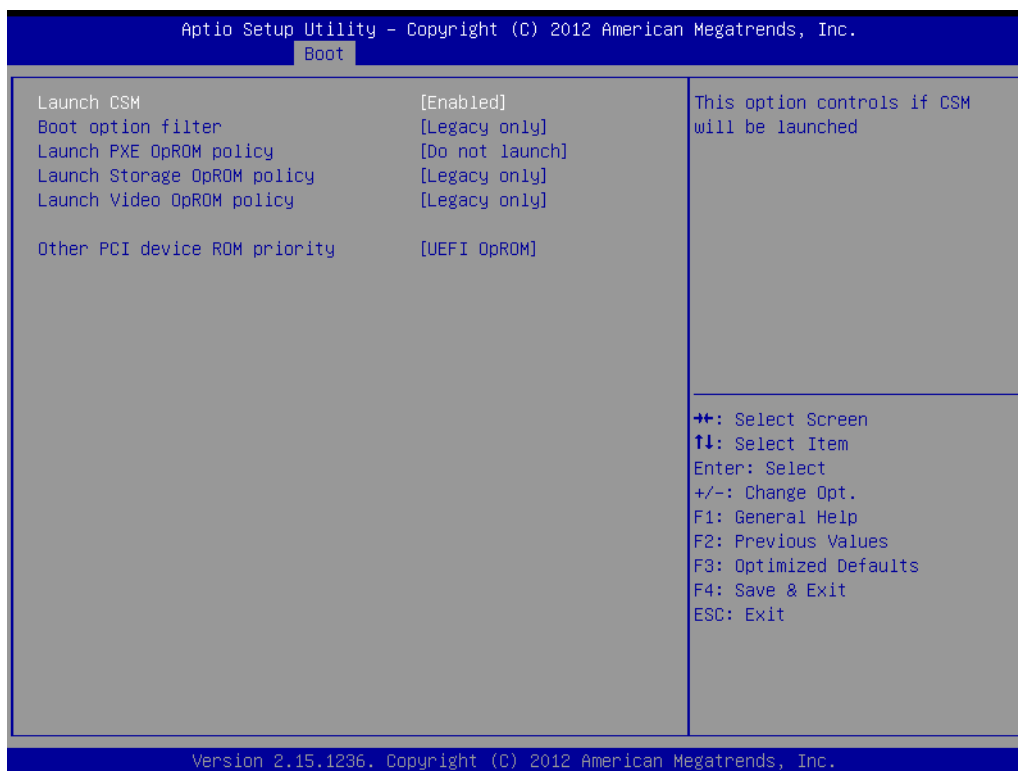 Aptio Setup Utility – Copyright (C) 2012 American Megatrends, Inc.
Boot
Launch CSM [Enabled]
Boot option filter [Legacy only]
Launch PXE OpROM policy [Do not launch]
Launch Storage OpROM policy [Legacy only]
Launch Video OpROM policy [Legacy only]
Other PCI device ROM priority [UEFI OpROM]
This option controls if CSM
will be launched
→←: Select Screen
↑↓: Select Item
Enter: Select
+/-: Change Opt.
F1: General Help
F2: Previous Values
F3: Optimized Defaults
F4: Save & Exit
ESC: Exit
Version 2.15.1236. Copyright (C) 2012 American Megatrends, Inc.